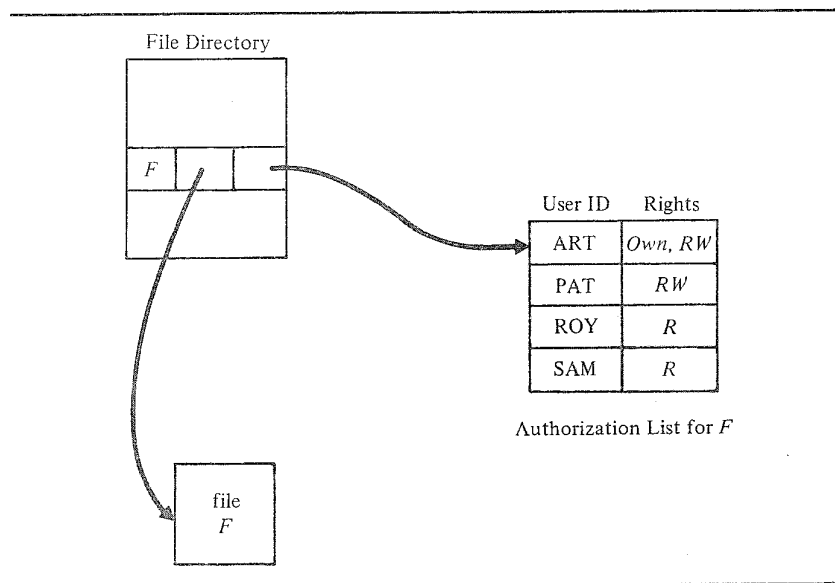 File Directory
F
User ID Rights
ART Own, RW
PAT RW
ROY R
SAM R
Authorization List for F
file
F